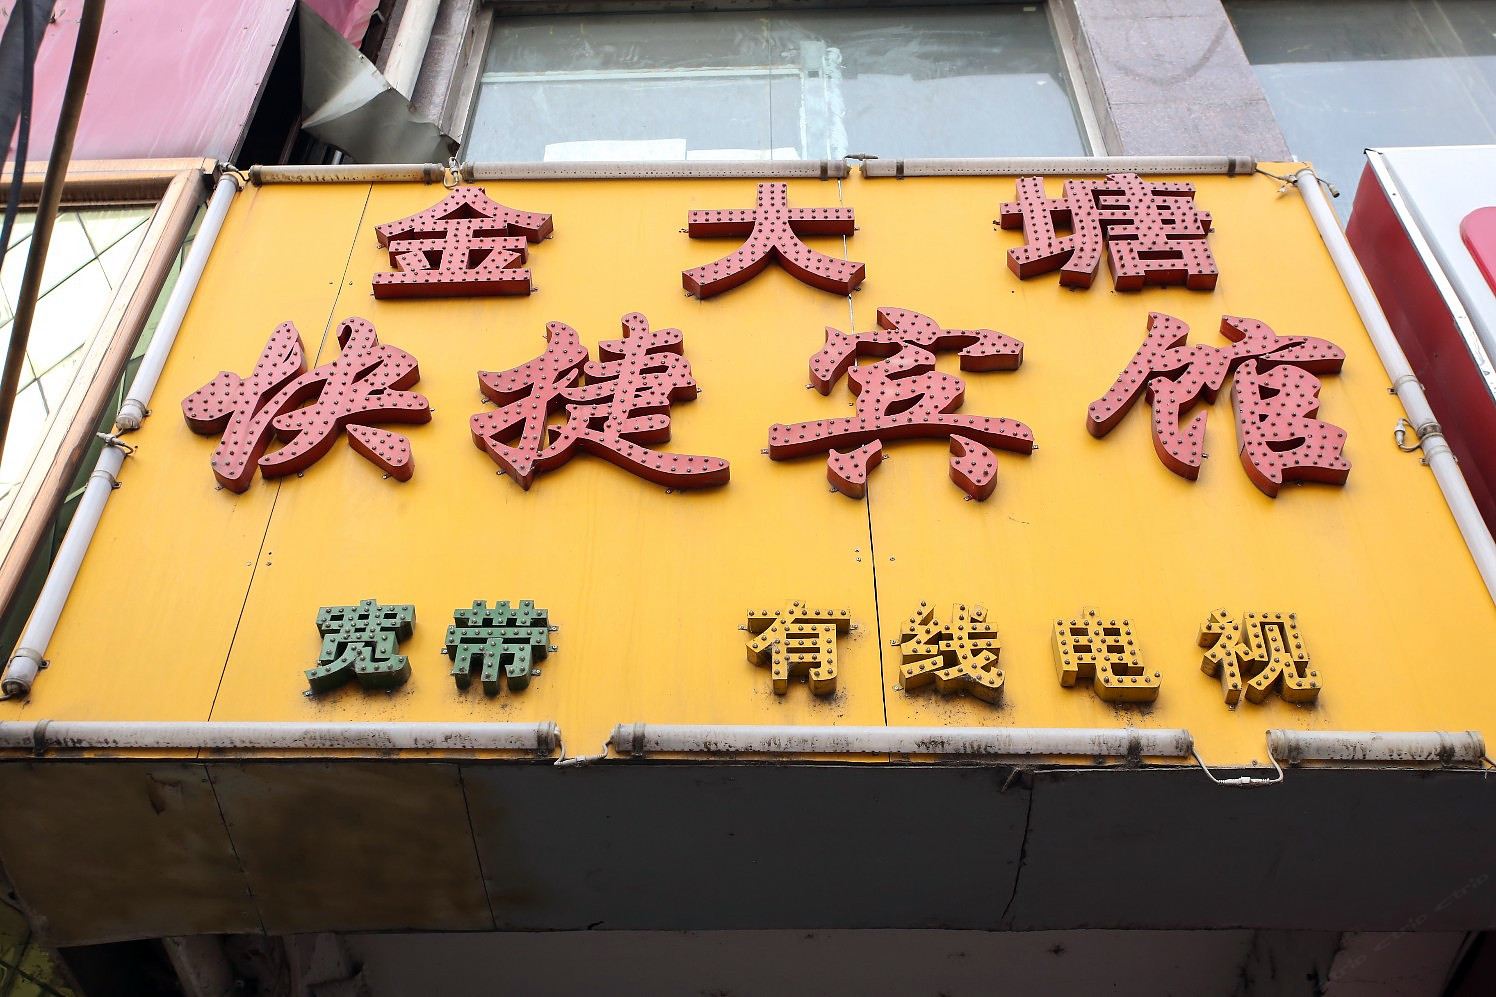 金大塘
快捷宾馆
宽带 有线电视